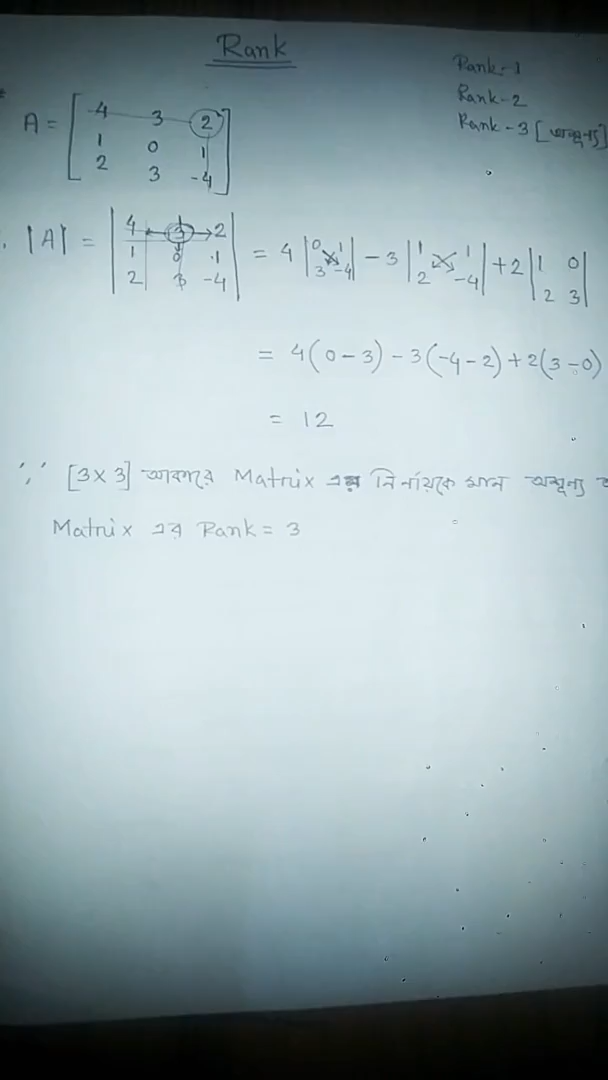 Rank
Rank-1
Rank-2
Rank-3 [অশূন্য]
A = [ 4 3 2
1 0 1
2 3 -4 ]
|A| = | 4 3 2
1 0 1
2 3 -4 | = 4 | 0 1
3 -4 | - 3 | 1 1
2 -4 | + 2 | 1 0
2 3 |
= 4(0-3) - 3(-4-2) + 2(3-0)
= 12
∵ [3×3] আকারে Matrix এর নির্ণায়কে মান অশূন্য
Matrix এর Rank = 3